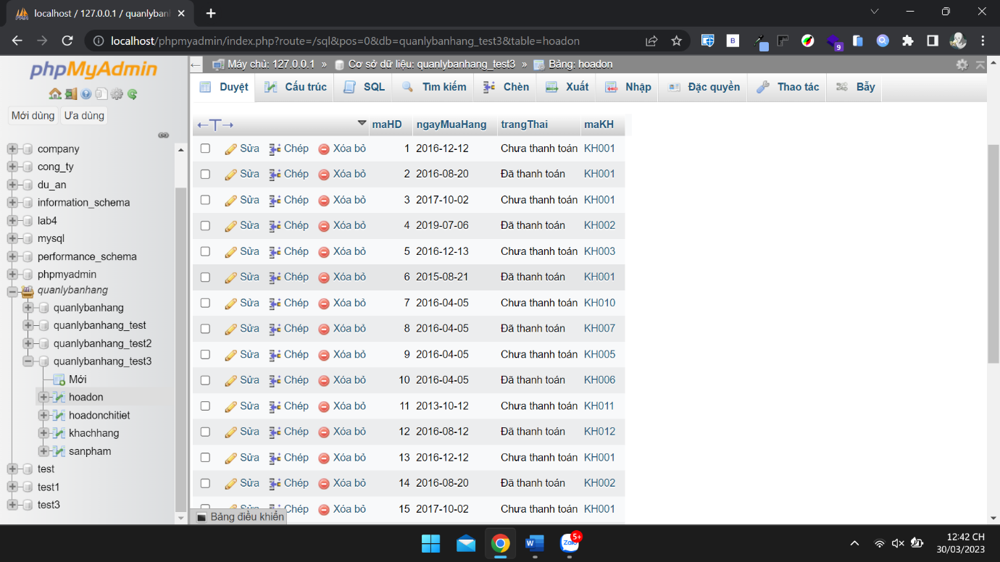 localhost / 127.0.0.1 / quanlybanh
localhost/phpmyadmin/index.php?route=/sql&pos=0&db=quanlybanhang_test3&table=hoadon
B
9
phpMyAdmin
Mới dùng Ưa dùng
company
cong_ty
du_an
information_schema
lab4
mysql
performance_schema
phpmyadmin
quanlybanhang
quanlybanhang
quanlybanhang_test
quanlybanhang_test2
quanlybanhang_test3
Mới
hoadon
hoadonchitiet
khachhang
sanpham
test
test1
test3
Máy chủ: 127.0.0.1 » Cơ sở dữ liệu: quanlybanhang_test3 » Bảng: hoadon
Duyệt Cấu trúc SQL Tìm kiếm Chèn Xuất Nhập Đặc quyền Thao tác Bẫy
←T→ maHD ngayMuaHang trangThai maKH
Sửa Chép Xóa bỏ 1 2016-12-12 Chưa thanh toán KH001
Sửa Chép Xóa bỏ 2 2016-08-20 Đã thanh toán KH001
Sửa Chép Xóa bỏ 3 2017-10-02 Chưa thanh toán KH001
Sửa Chép Xóa bỏ 4 2019-07-06 Đã thanh toán KH002
Sửa Chép Xóa bỏ 5 2016-12-13 Chưa thanh toán KH003
Sửa Chép Xóa bỏ 6 2015-08-21 Đã thanh toán KH001
Sửa Chép Xóa bỏ 7 2016-04-05 Chưa thanh toán KH010
Sửa Chép Xóa bỏ 8 2016-04-05 Đã thanh toán KH007
Sửa Chép Xóa bỏ 9 2016-04-05 Chưa thanh toán KH005
Sửa Chép Xóa bỏ 10 2016-04-05 Đã thanh toán KH006
Sửa Chép Xóa bỏ 11 2013-10-12 Chưa thanh toán KH011
Sửa Chép Xóa bỏ 12 2016-08-12 Đã thanh toán KH012
Sửa Chép Xóa bỏ 13 2016-12-12 Chưa thanh toán KH001
Sửa Chép Xóa bỏ 14 2016-08-20 Đã thanh toán KH002
Sửa Chép Xóa bỏ 15 2017-10-02 Chưa thanh toán KH001
Bảng điều khiển
W
Zalo
5+
12:42 CH
30/03/2023